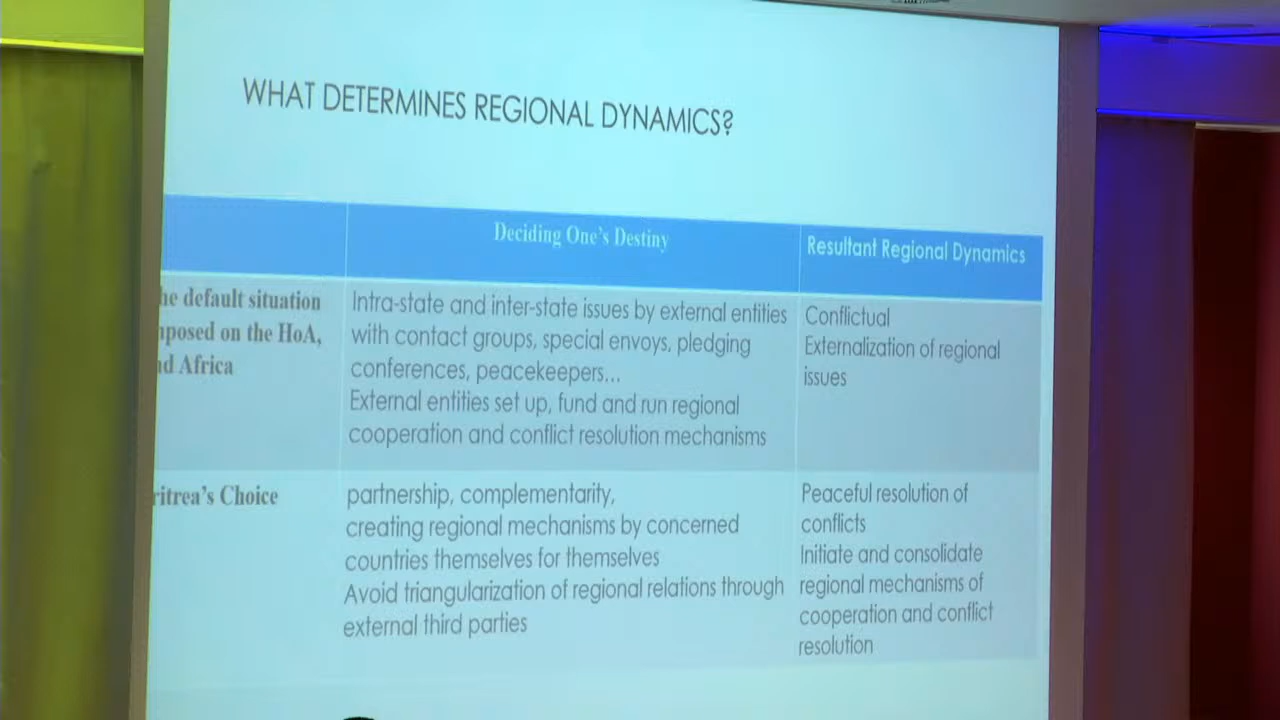 WHAT DETERMINES REGIONAL DYNAMICS?
Deciding One's Destiny
Resultant Regional Dynamics
he default situation
posed on the HoA,
d Africa
Intra-state and inter-state issues by external entities
with contact groups, special envoys, pledging
conferences, peacekeepers...
External entities set up, fund and run regional
cooperation and conflict resolution mechanisms
Conflictual
Externalization of regional
issues
ritrea's Choice
partnership, complementarity,
creating regional mechanisms by concerned
countries themselves for themselves
Avoid triangularization of regional relations through
external third parties
Peaceful resolution of
conflicts
Initiate and consolidate
regional mechanisms of
cooperation and conflict
resolution